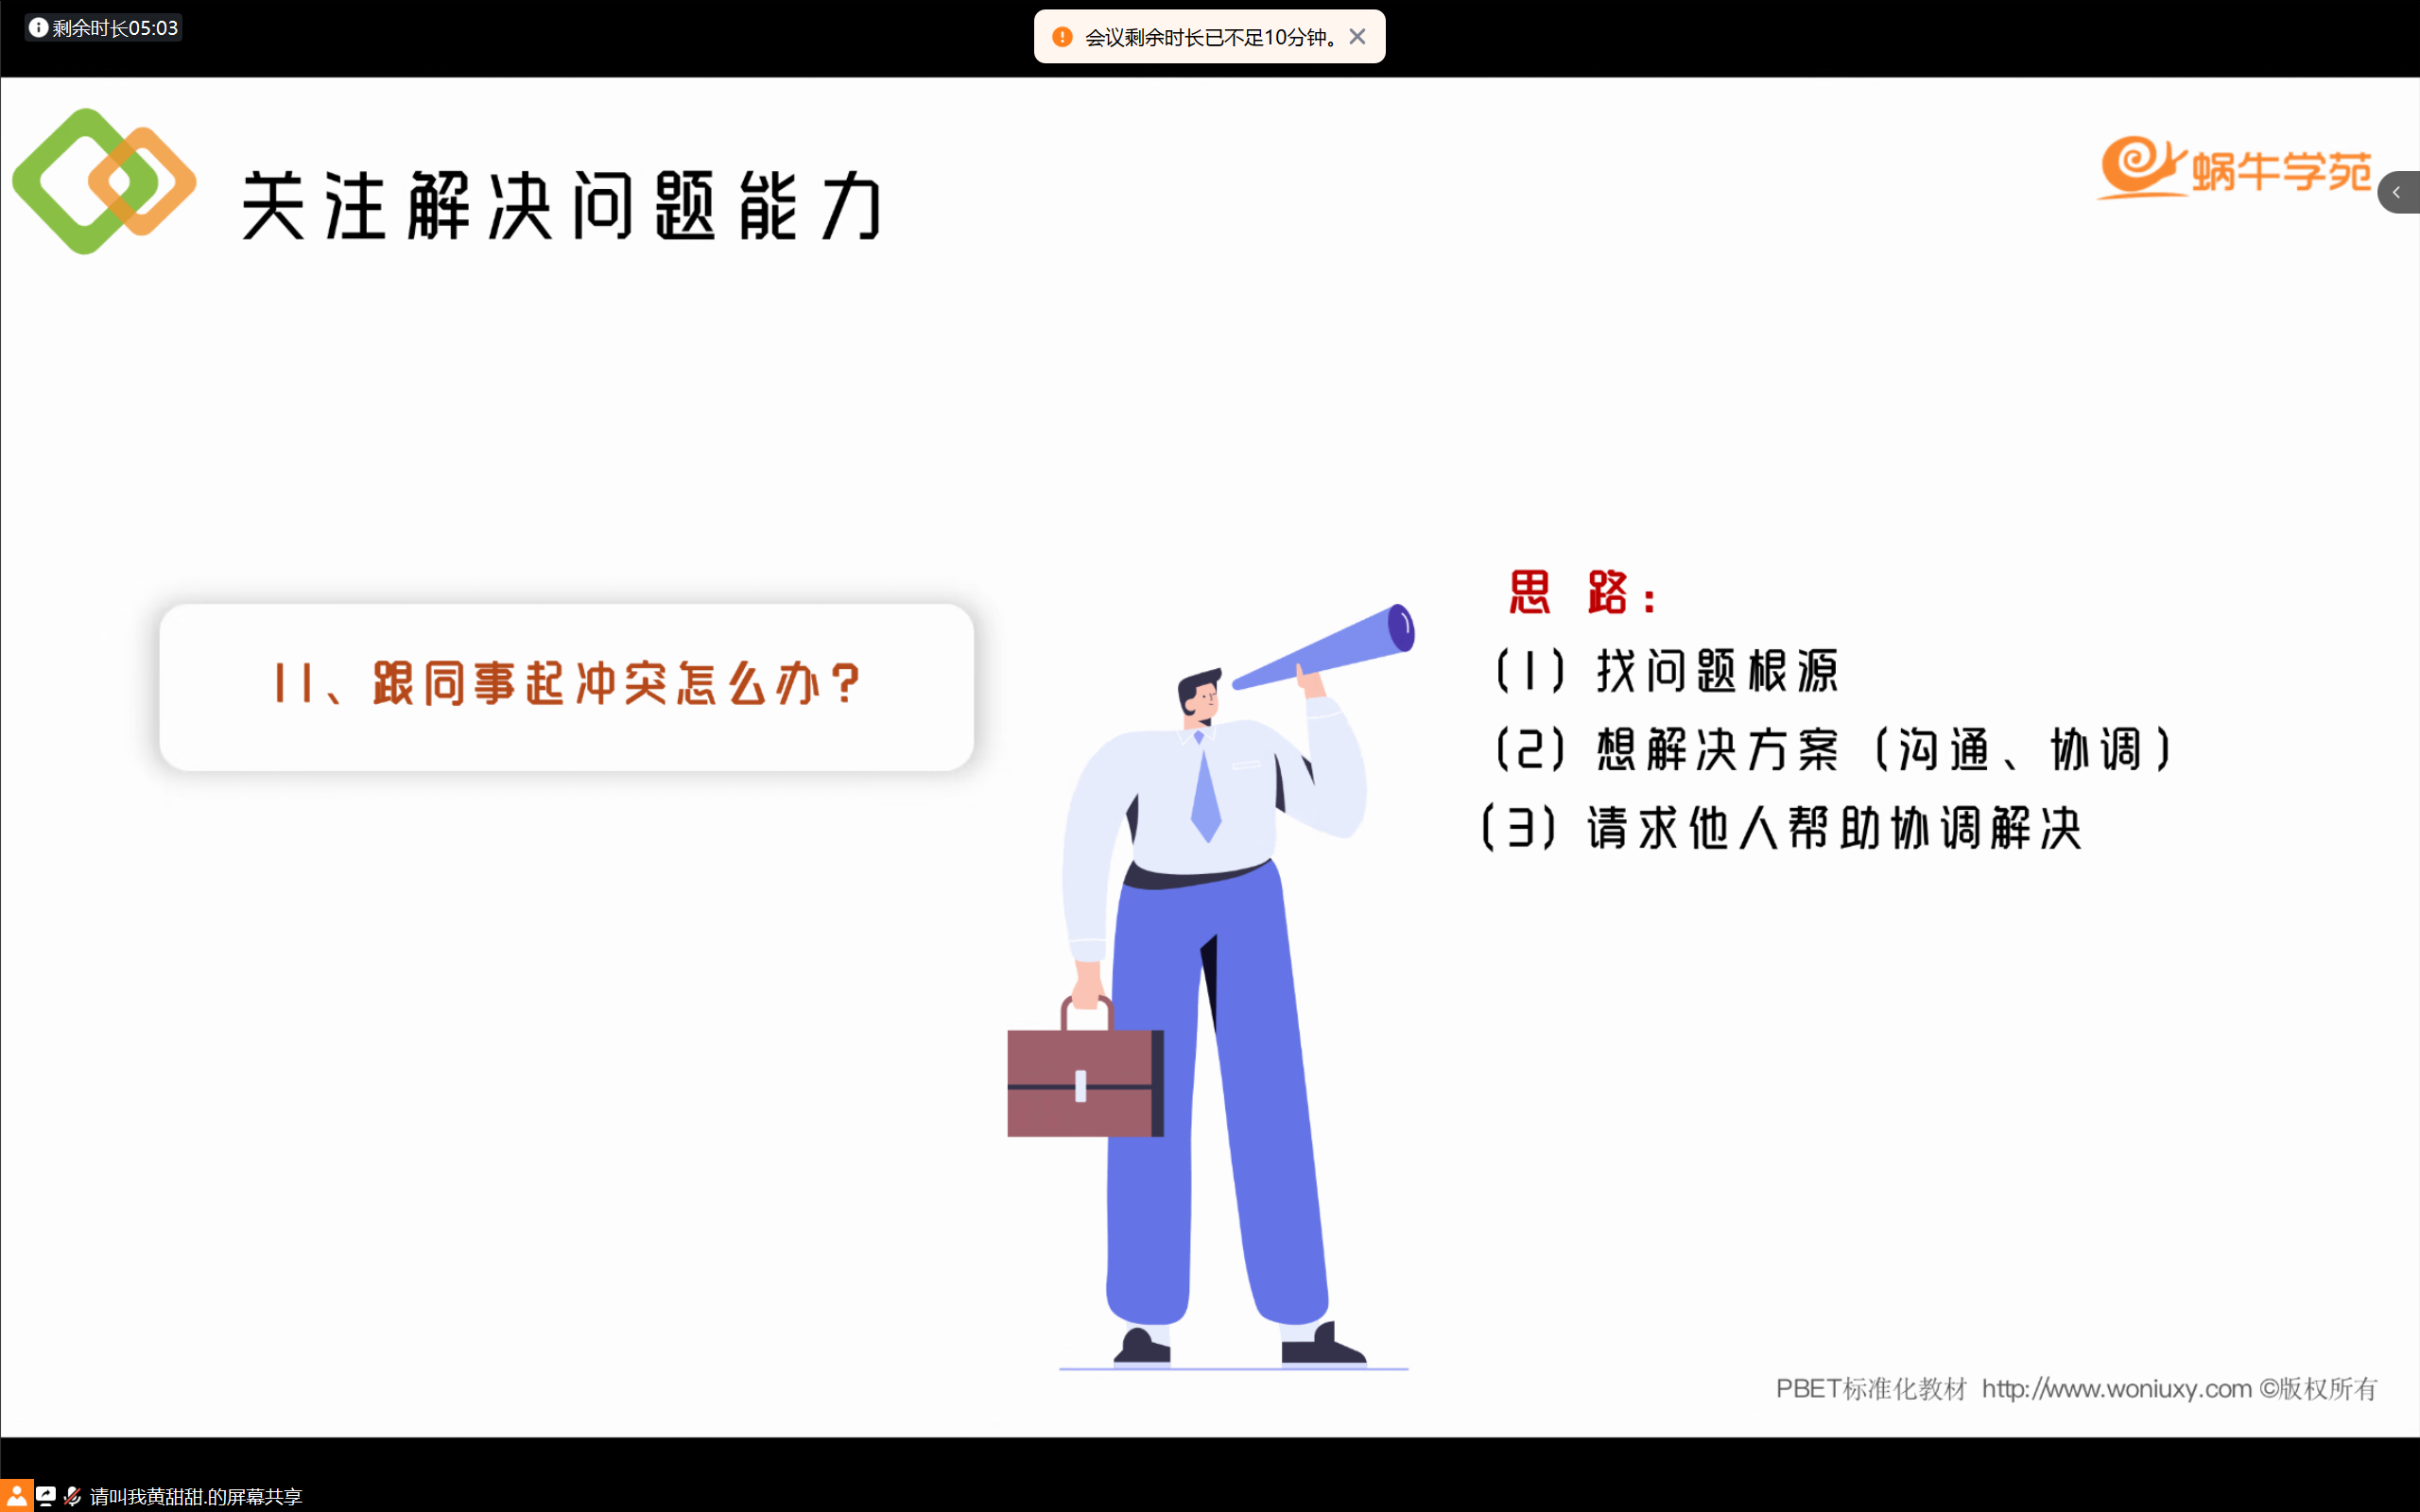 剩余时长05:03
会议剩余时长已不足10分钟。
关注解决问题能力
蜗牛学苑
11、跟同事起冲突怎么办？
思 路：
(1) 找问题根源
(2) 想解决方案（沟通、协调）
(3) 请求他人帮助协调解决
PBET标准化教材 http://www.woniuxy.com ©版权所有
请叫我黄甜甜.的屏幕共享